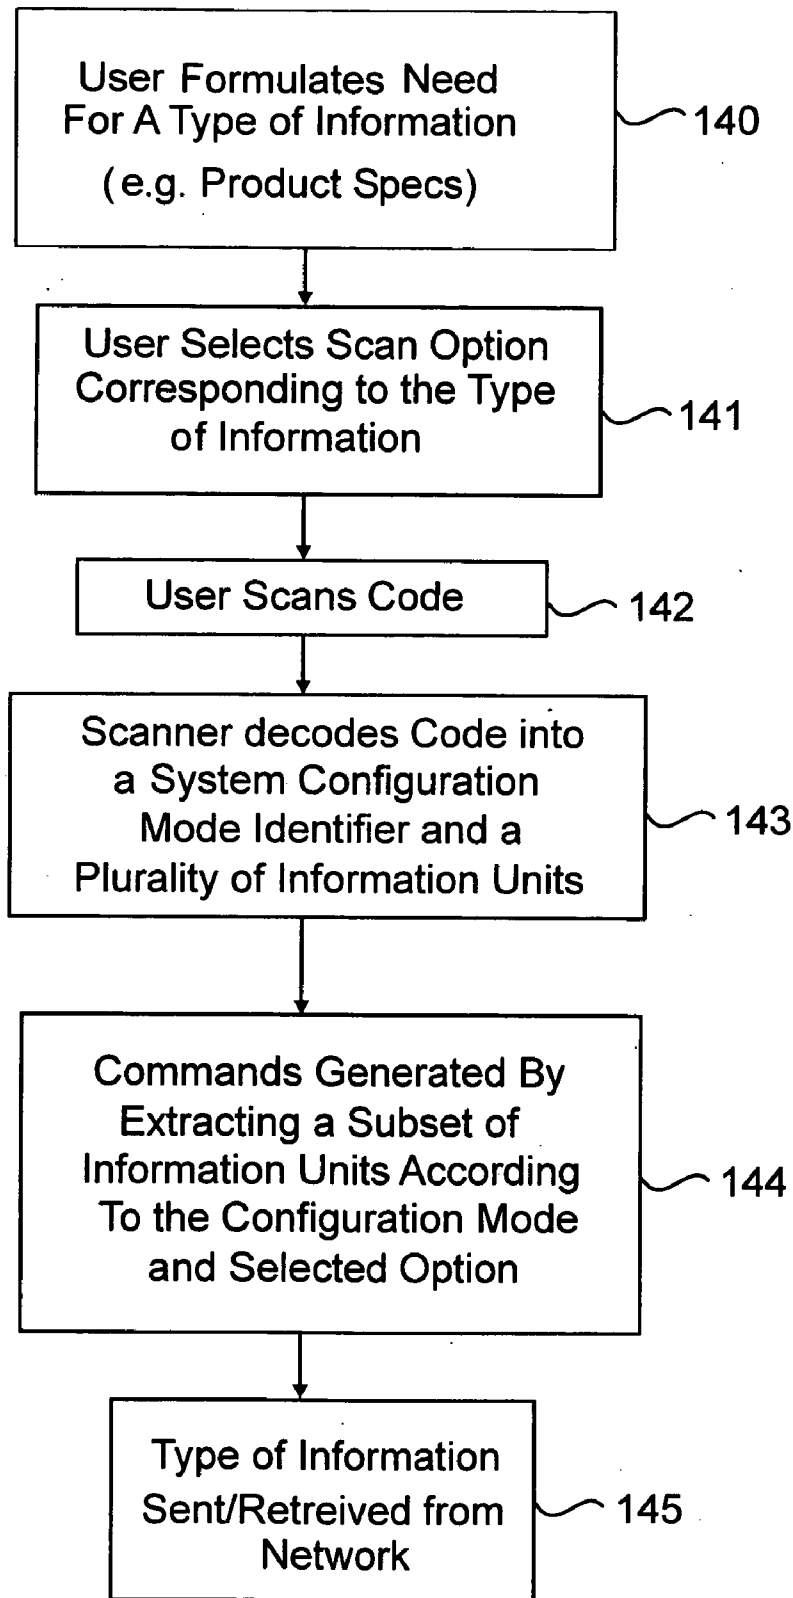 User Formulates Need
For A Type of Information
(e.g. Product Specs)
140
User Selects Scan Option
Corresponding to the Type
of Information
141
User Scans Code
142
Scanner decodes Code into
a System Configuration
Mode Identifier and a
Plurality of Information Units
143
Commands Generated By
Extracting a Subset of
Information Units According
To the Configuration Mode
and Selected Option
144
Type of Information
Sent/Retreived from
Network
145